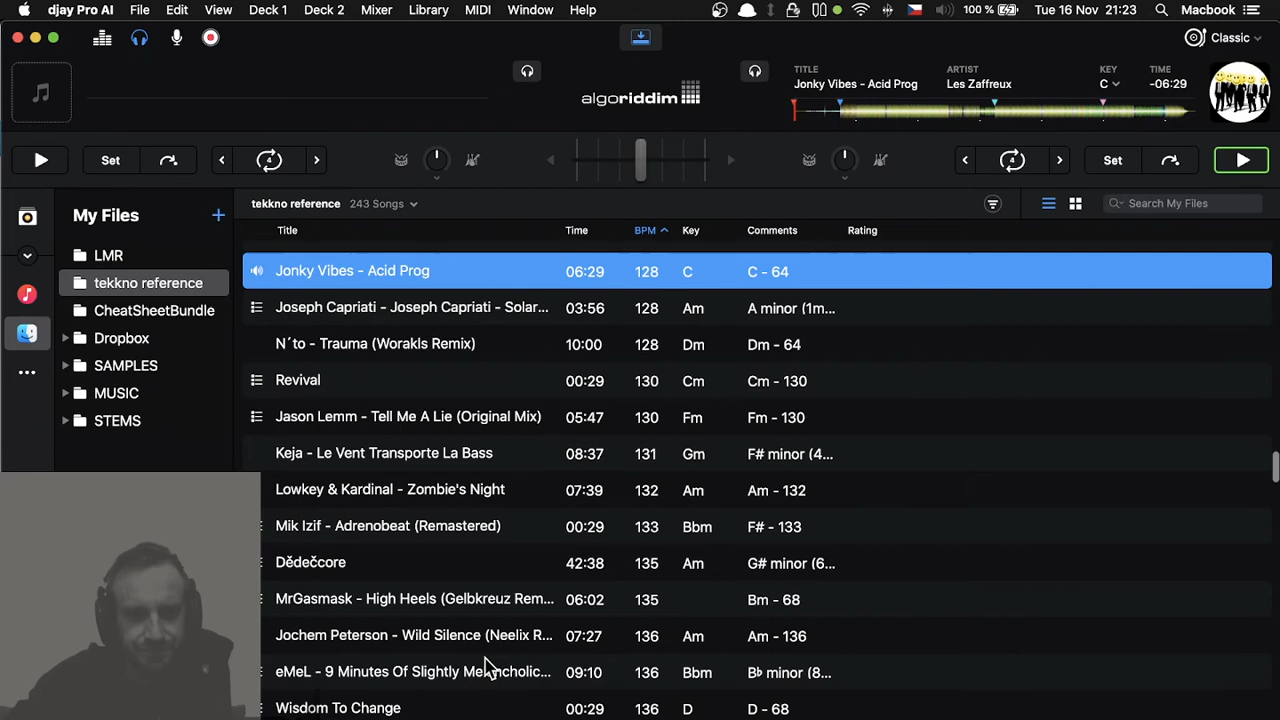 djay Pro AI File Edit View Deck 1 Deck 2 Mixer Library MIDI Window Help 100 % Tue 16 Nov 21:23 Macbook
Classic
TITLE ARTIST KEY TIME
Jonky Vibes - Acid Prog Les Zaffreux C -06:29
algoriddim
Set 4 4 Set
My Files + tekkno reference 243 Songs Search My Files
Title Time BPM Key Comments Rating
LMR
tekkno reference
CheatSheetBundle
Dropbox
SAMPLES
MUSIC
STEMS
Jonky Vibes - Acid Prog 06:29 128 C C - 64
Joseph Capriati - Joseph Capriati - Solar... 03:56 128 Am A minor (1m...
N´to - Trauma (Worakls Remix) 10:00 128 Dm Dm - 64
Revival 00:29 130 Cm Cm - 130
Jason Lemm - Tell Me A Lie (Original Mix) 05:47 130 Fm Fm - 130
Keja - Le Vent Transporte La Bass 08:37 131 Gm F# minor (4...
Lowkey & Kardinal - Zombie's Night 07:39 132 Am Am - 132
Mik Izif - Adrenobeat (Remastered) 00:29 133 Bbm F# - 133
Dědečcore 42:38 135 Am G# minor (6...
MrGasmask - High Heels (Gelbkreuz Rem... 06:02 135 Bm - 68
Jochem Peterson - Wild Silence (Neelix R... 07:27 136 Am Am - 136
eMeL - 9 Minutes Of Slightly Melancholic... 09:10 136 Bbm B♭ minor (8...
Wisdom To Change 00:29 136 D D - 68